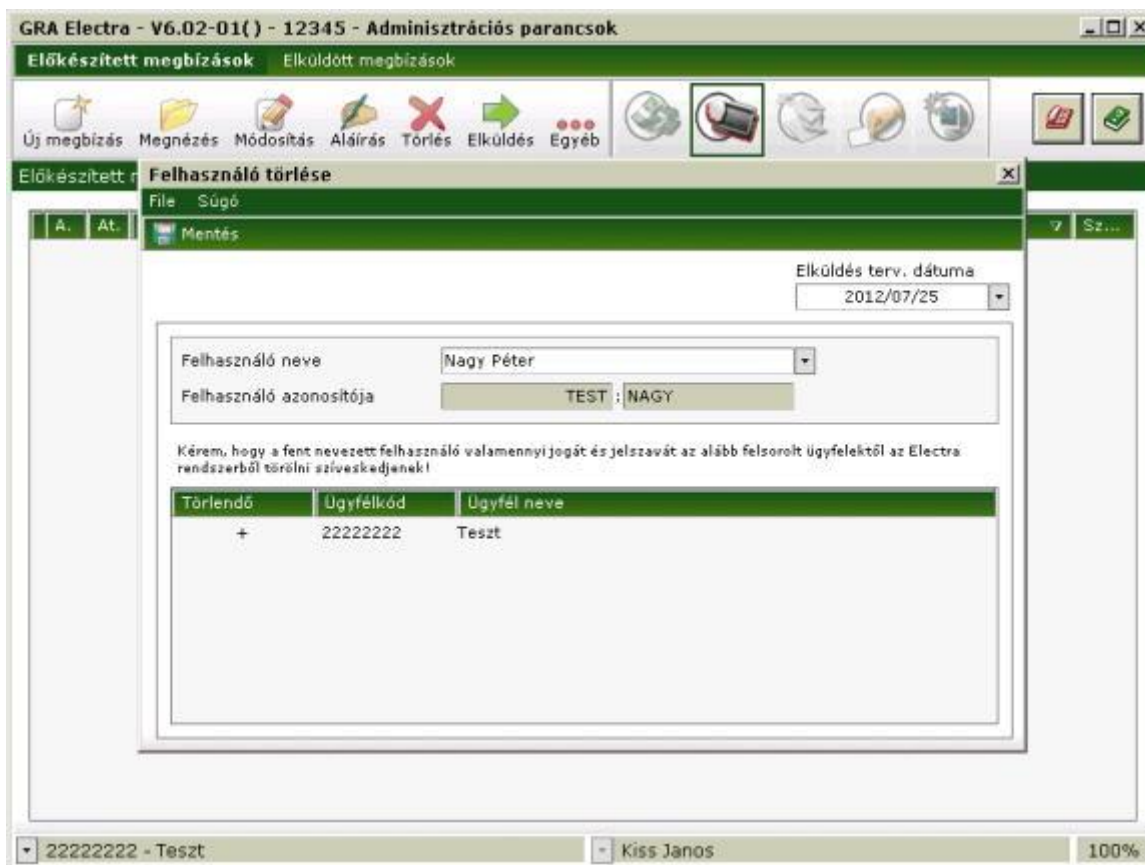 GRA Electra - V6.02-01( ) - 12345 - Adminisztrációs parancsok
Előkészített megbízások Elküldött megbízások
Új megbízás Megnézés Módosítás Aláírás Törlés Elküldés Egyéb
Előkészített
Felhasználó törlése
File Súgó
A. At. Sz...
Mentés
Elküldés terv. dátuma
2012/07/25
Felhasználó neve Nagy Péter
Felhasználó azonosítója TEST : NAGY
Kérem, hogy a fent nevezett felhasználó valamennyi jogát és jelszavát az alább felsorolt ügyfelektől az Electra
rendszerből törölni szíveskedjenek!
Törlendő Ügyfélkód Ügyfél neve
+ 22222222 Teszt
22222222 - Teszt Kiss Janos 100%